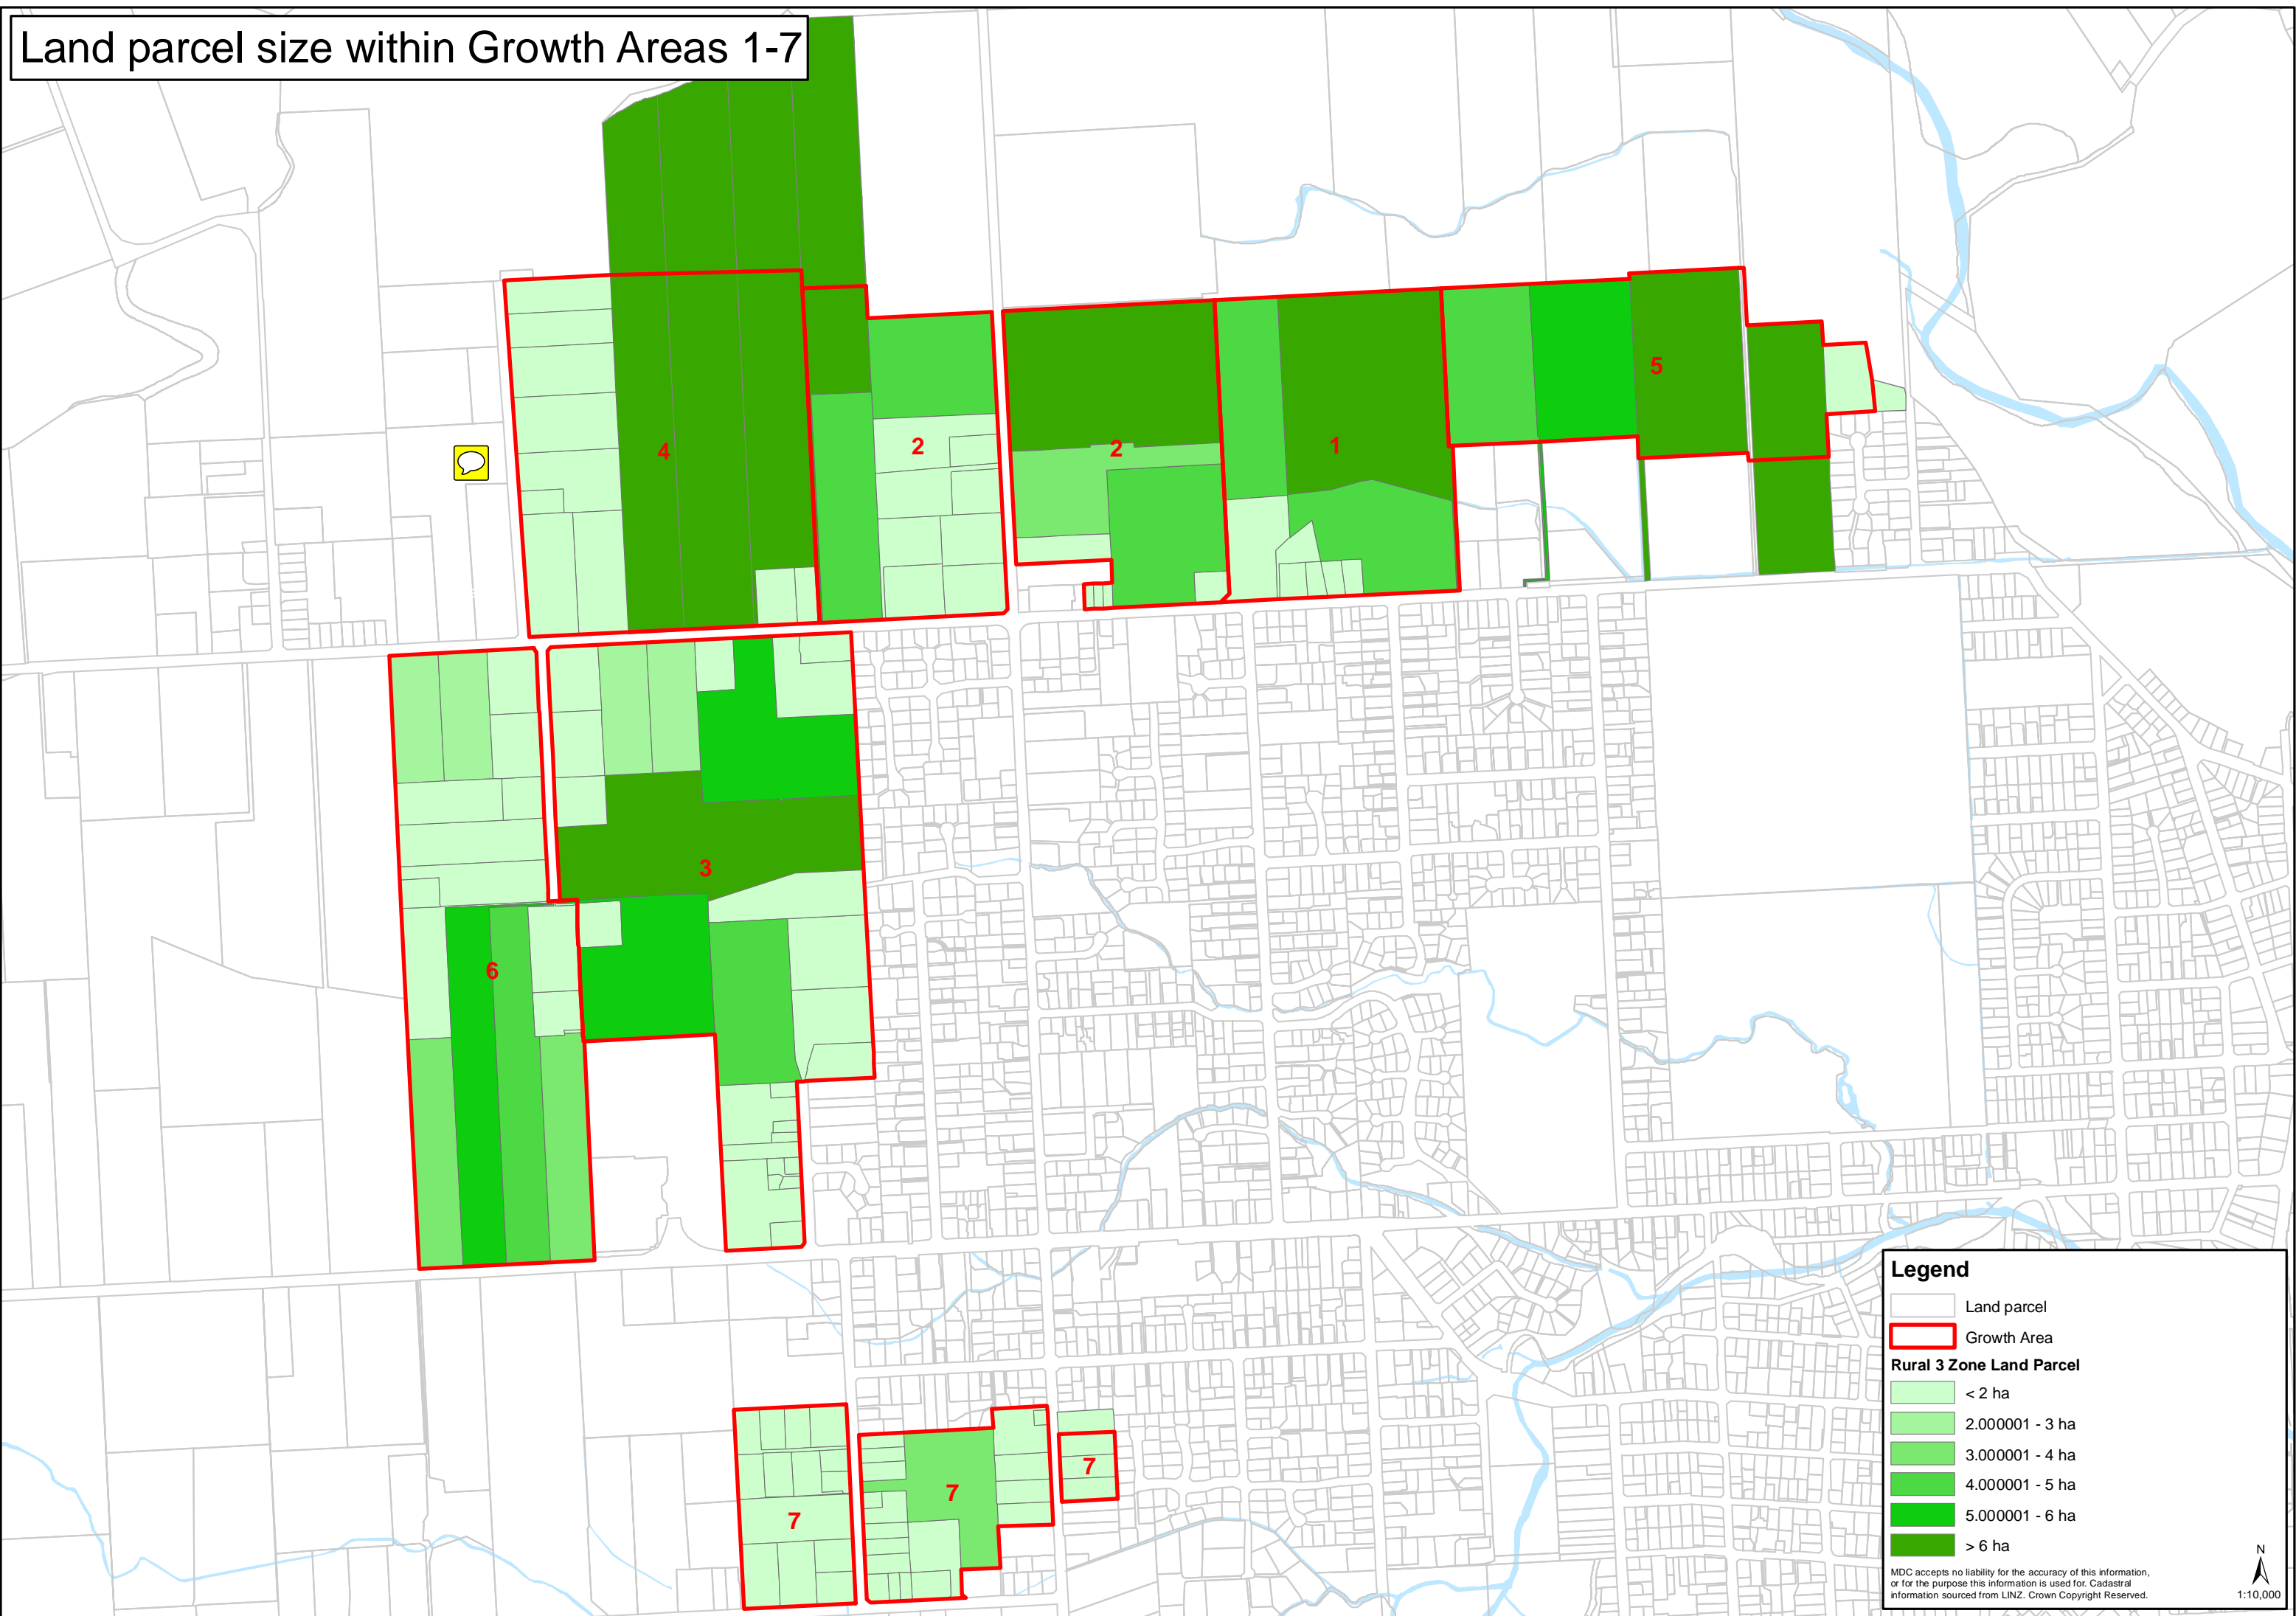 Land parcel size within Growth Areas 1-7
4
2
2
1
5
3
6
7
7
7
Legend
Land parcel
Growth Area
Rural 3 Zone Land Parcel
< 2 ha
2.000001 - 3 ha
3.000001 - 4 ha
4.000001 - 5 ha
5.000001 - 6 ha
> 6 ha
MDC accepts no liability for the accuracy of this information,
or for the purpose this information is used for. Cadastral
information sourced from LINZ. Crown Copyright Reserved.
N
1:10,000